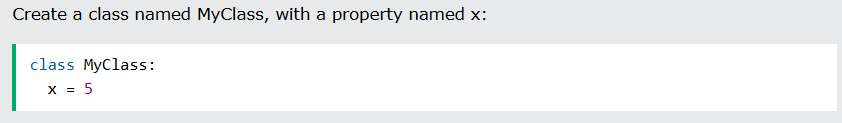 Create a class named MyClass, with a property named x:
class MyClass:
  x = 5